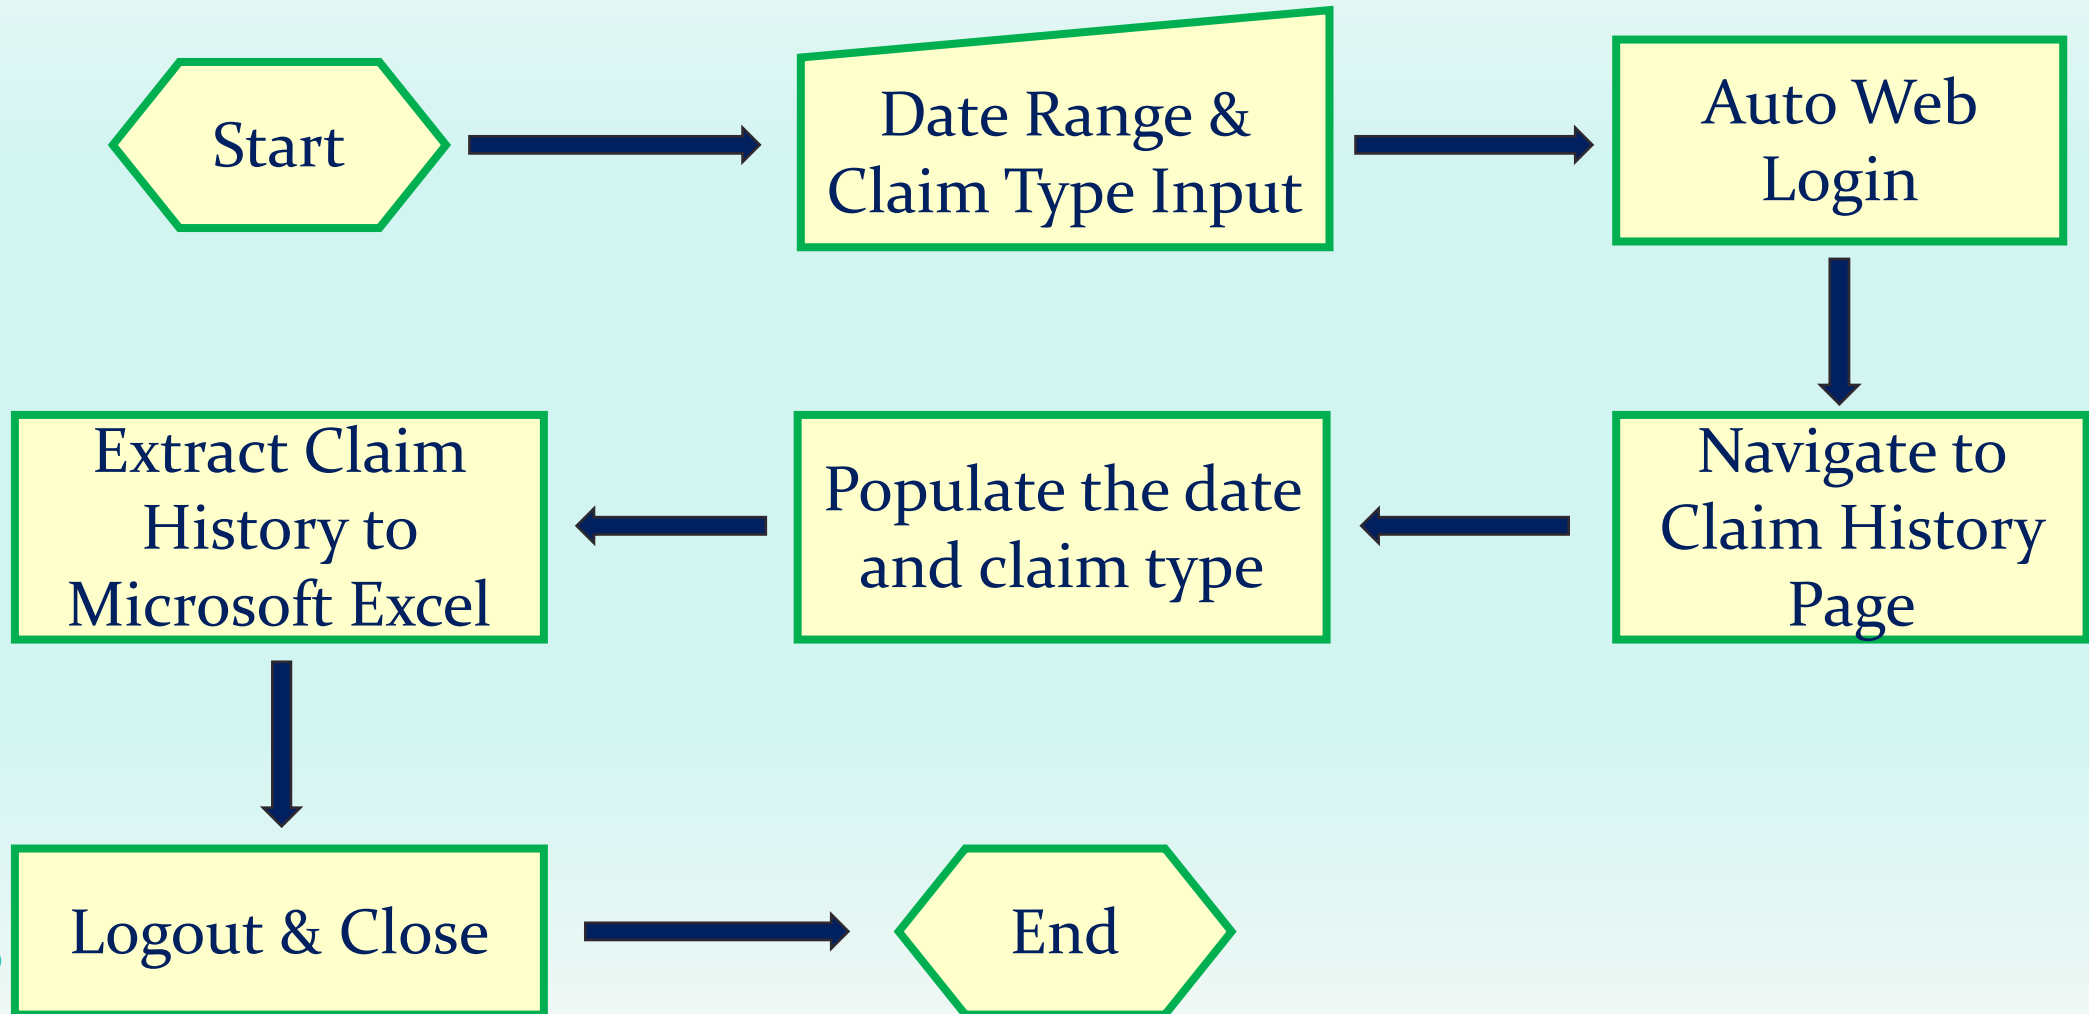 Start
Date Range &
Claim Type Input
Auto Web
Login
Navigate to
Claim History
Page
Populate the date
and claim type
Extract Claim
History to
Microsoft Excel
Logout & Close
End